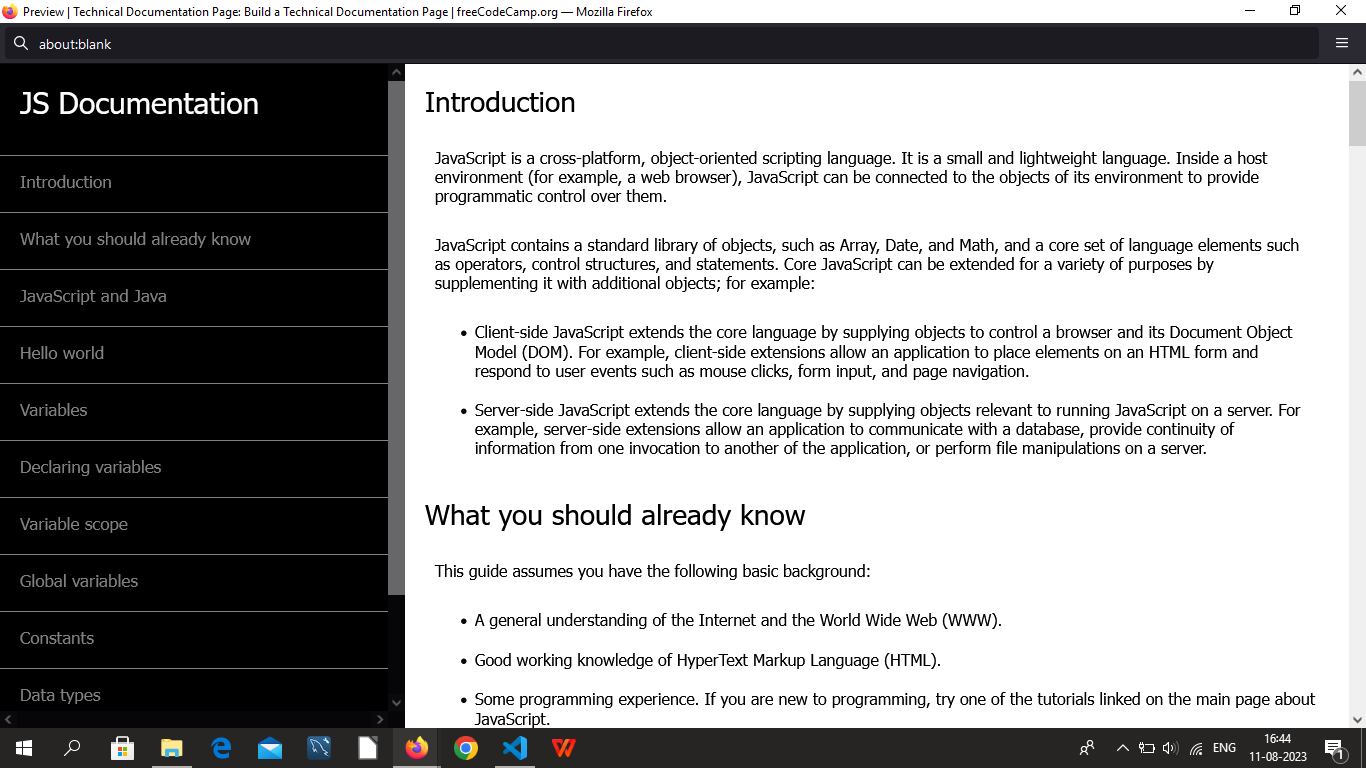 Preview | Technical Documentation Page: Build a Technical Documentation Page | freeCodeCamp.org — Mozilla Firefox
about:blank
JS Documentation
Introduction
What you should already know
JavaScript and Java
Hello world
Variables
Declaring variables
Variable scope
Global variables
Constants
Data types
Introduction
JavaScript is a cross-platform, object-oriented scripting language. It is a small and lightweight language. Inside a host
environment (for example, a web browser), JavaScript can be connected to the objects of its environment to provide
programmatic control over them.
JavaScript contains a standard library of objects, such as Array, Date, and Math, and a core set of language elements such
as operators, control structures, and statements. Core JavaScript can be extended for a variety of purposes by
supplementing it with additional objects; for example:
• Client-side JavaScript extends the core language by supplying objects to control a browser and its Document Object
Model (DOM). For example, client-side extensions allow an application to place elements on an HTML form and
respond to user events such as mouse clicks, form input, and page navigation.
• Server-side JavaScript extends the core language by supplying objects relevant to running JavaScript on a server. For
example, server-side extensions allow an application to communicate with a database, provide continuity of
information from one invocation to another of the application, or perform file manipulations on a server.
What you should already know
This guide assumes you have the following basic background:
• A general understanding of the Internet and the World Wide Web (WWW).
• Good working knowledge of HyperText Markup Language (HTML).
• Some programming experience. If you are new to programming, try one of the tutorials linked on the main page about
JavaScript.
ENG
16:44
11-08-2023
1